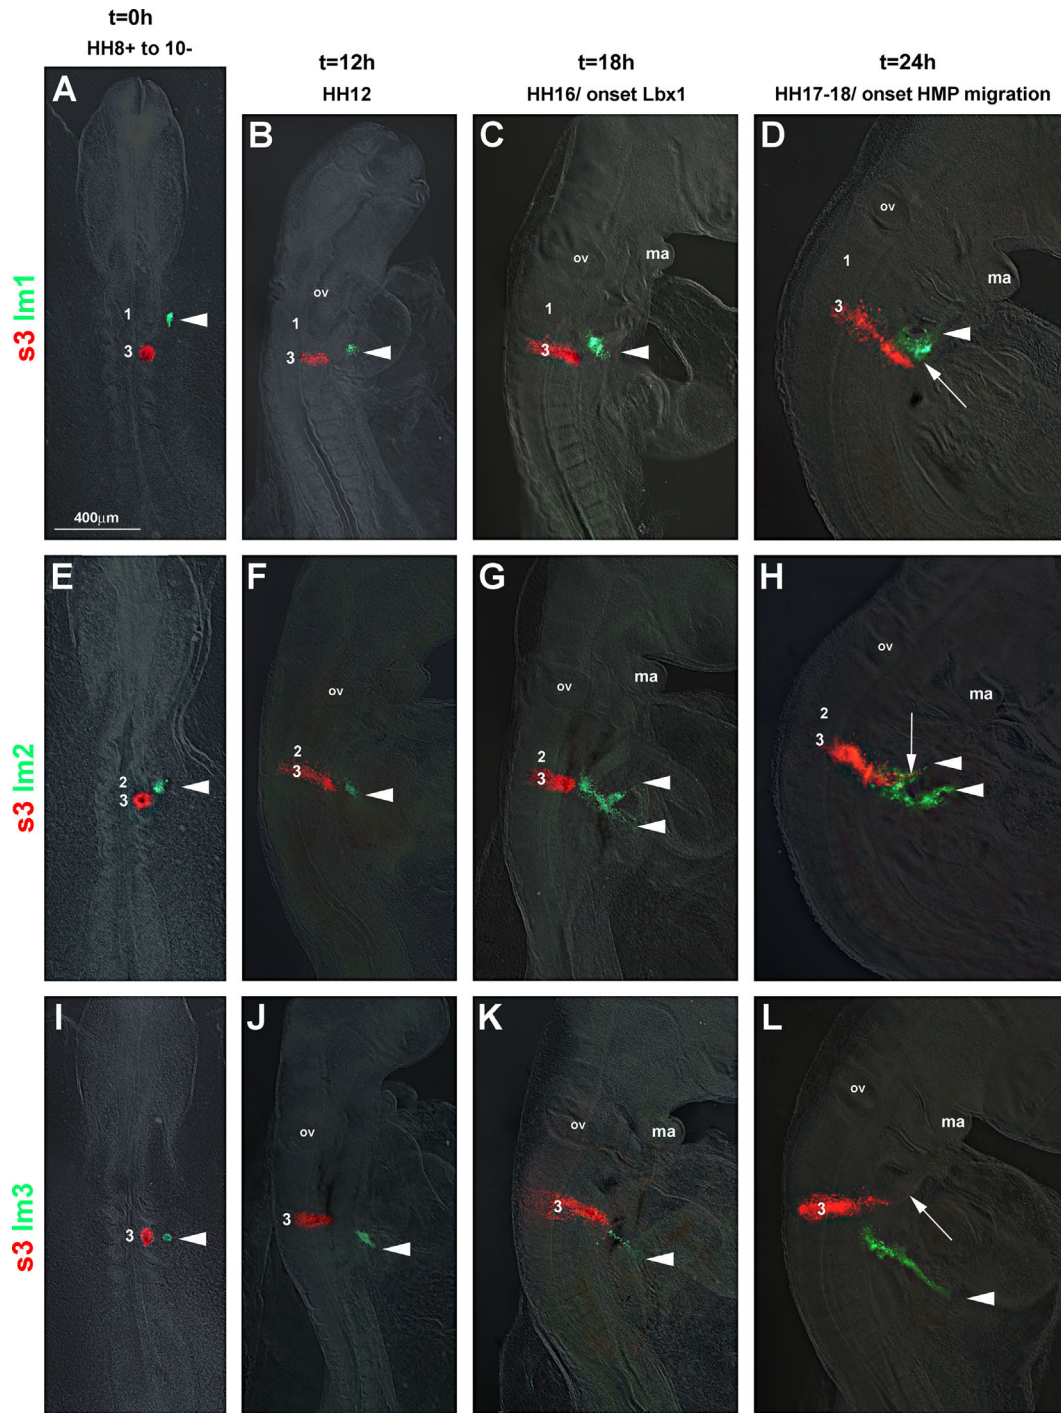 t=0h
HH8+ to 10-
t=12h
HH12
t=18h
HH16/ onset Lbx1
t=24h
HH17-18/ onset HMP migration
s3 lm1
A
1
3
400µm
B
ov
1
3
C
ov
ma
1
3
D
ov
1
ma
3
s3 lm2
E
2
3
F
ov
2
3
G
ov
ma
2
3
H
ov
ma
2
3
s3 lm3
I
3
J
ov
3
K
ov
ma
3
L
ov
ma
3